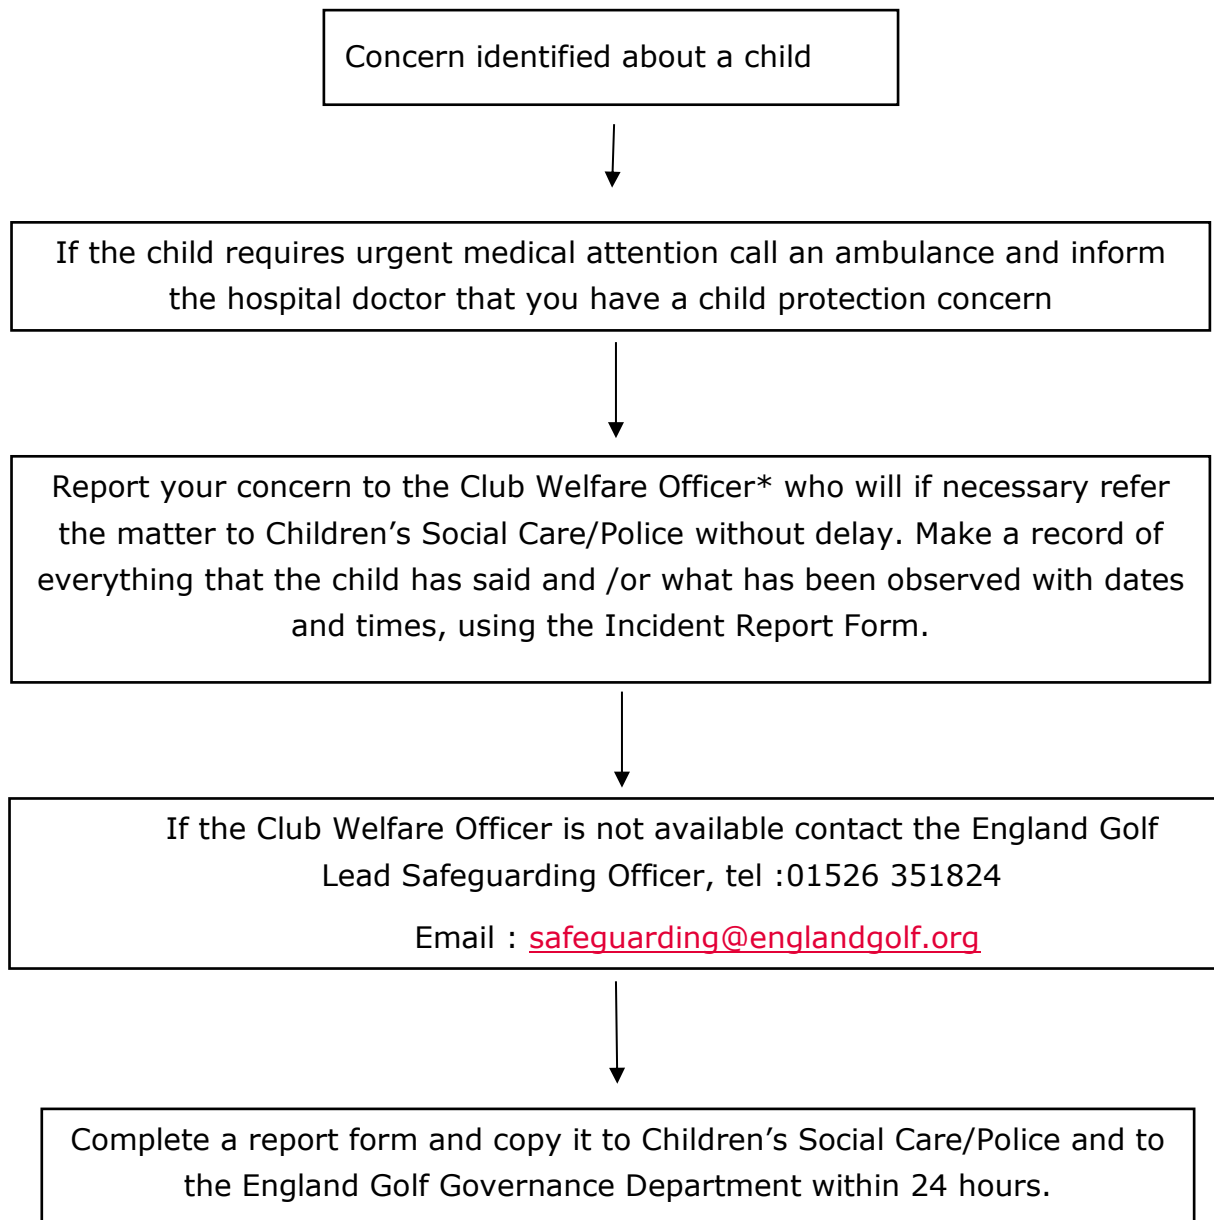 Concern identified about a child
If the child requires urgent medical attention call an ambulance and inform
the hospital doctor that you have a child protection concern
Report your concern to the Club Welfare Officer* who will if necessary refer
the matter to Children’s Social Care/Police without delay. Make a record of
everything that the child has said and /or what has been observed with dates
and times, using the Incident Report Form.
If the Club Welfare Officer is not available contact the England Golf
Lead Safeguarding Officer, tel :01526 351824
Email : safeguarding@englandgolf.org
Complete a report form and copy it to Children’s Social Care/Police and to
the England Golf Governance Department within 24 hours.